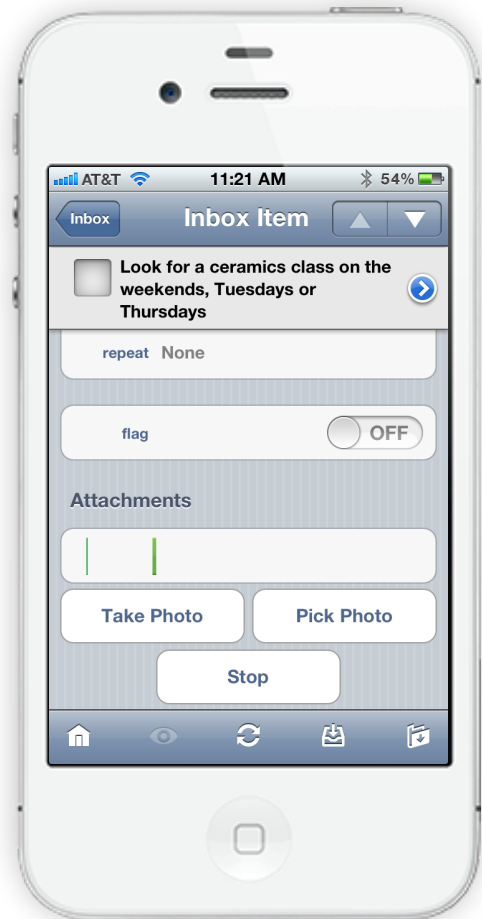 AT&T 11:21 AM 54%
Inbox Inbox Item
Look for a ceramics class on the
weekends, Tuesdays or
Thursdays
repeat None
flag OFF
Attachments
Take Photo Pick Photo
Stop